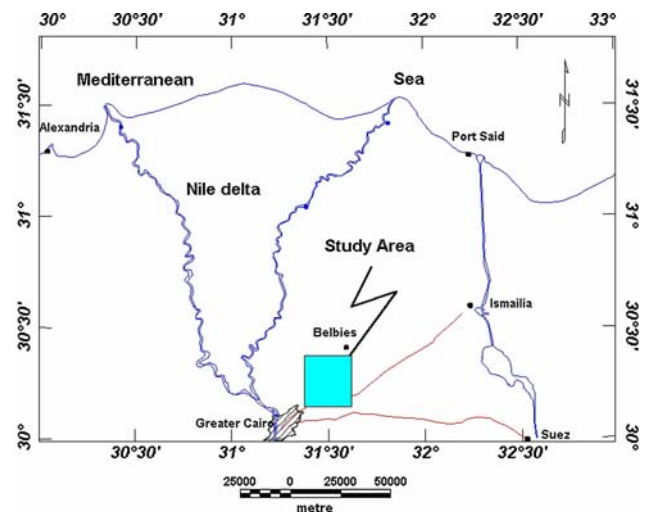 30° 30°30' 31° 31°30' 32° 32°30' 33°
Mediterranean Sea
31°30' 31°30'
Alexandria
Port Said
Nile delta
31° 31°
Study Area
Ismailia
30°30' 30°30'
Belbies
Greater Cairo
30° 30°
Suez
30°30' 31° 31°30' 32° 32°30'
25000 0 25000 50000
metre
N